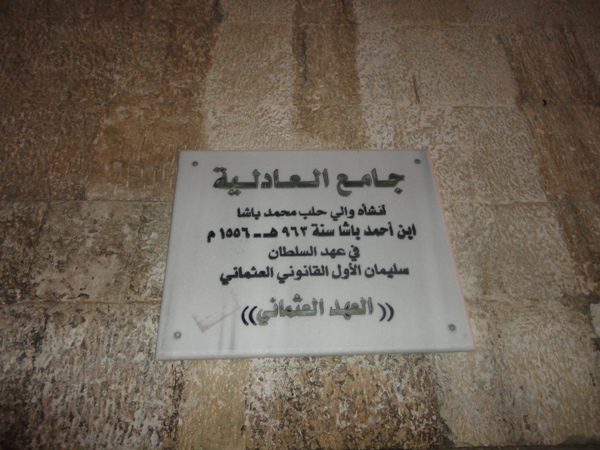 جامع العادلية
أنشأه والي حلب محمد باشا
ابن أحمد باشا سنة ٩٦٣ هـ ــ ١٥٥٦ م
في عهد السلطان
سليمان الأول القانوني العثماني
((العهد العثماني))